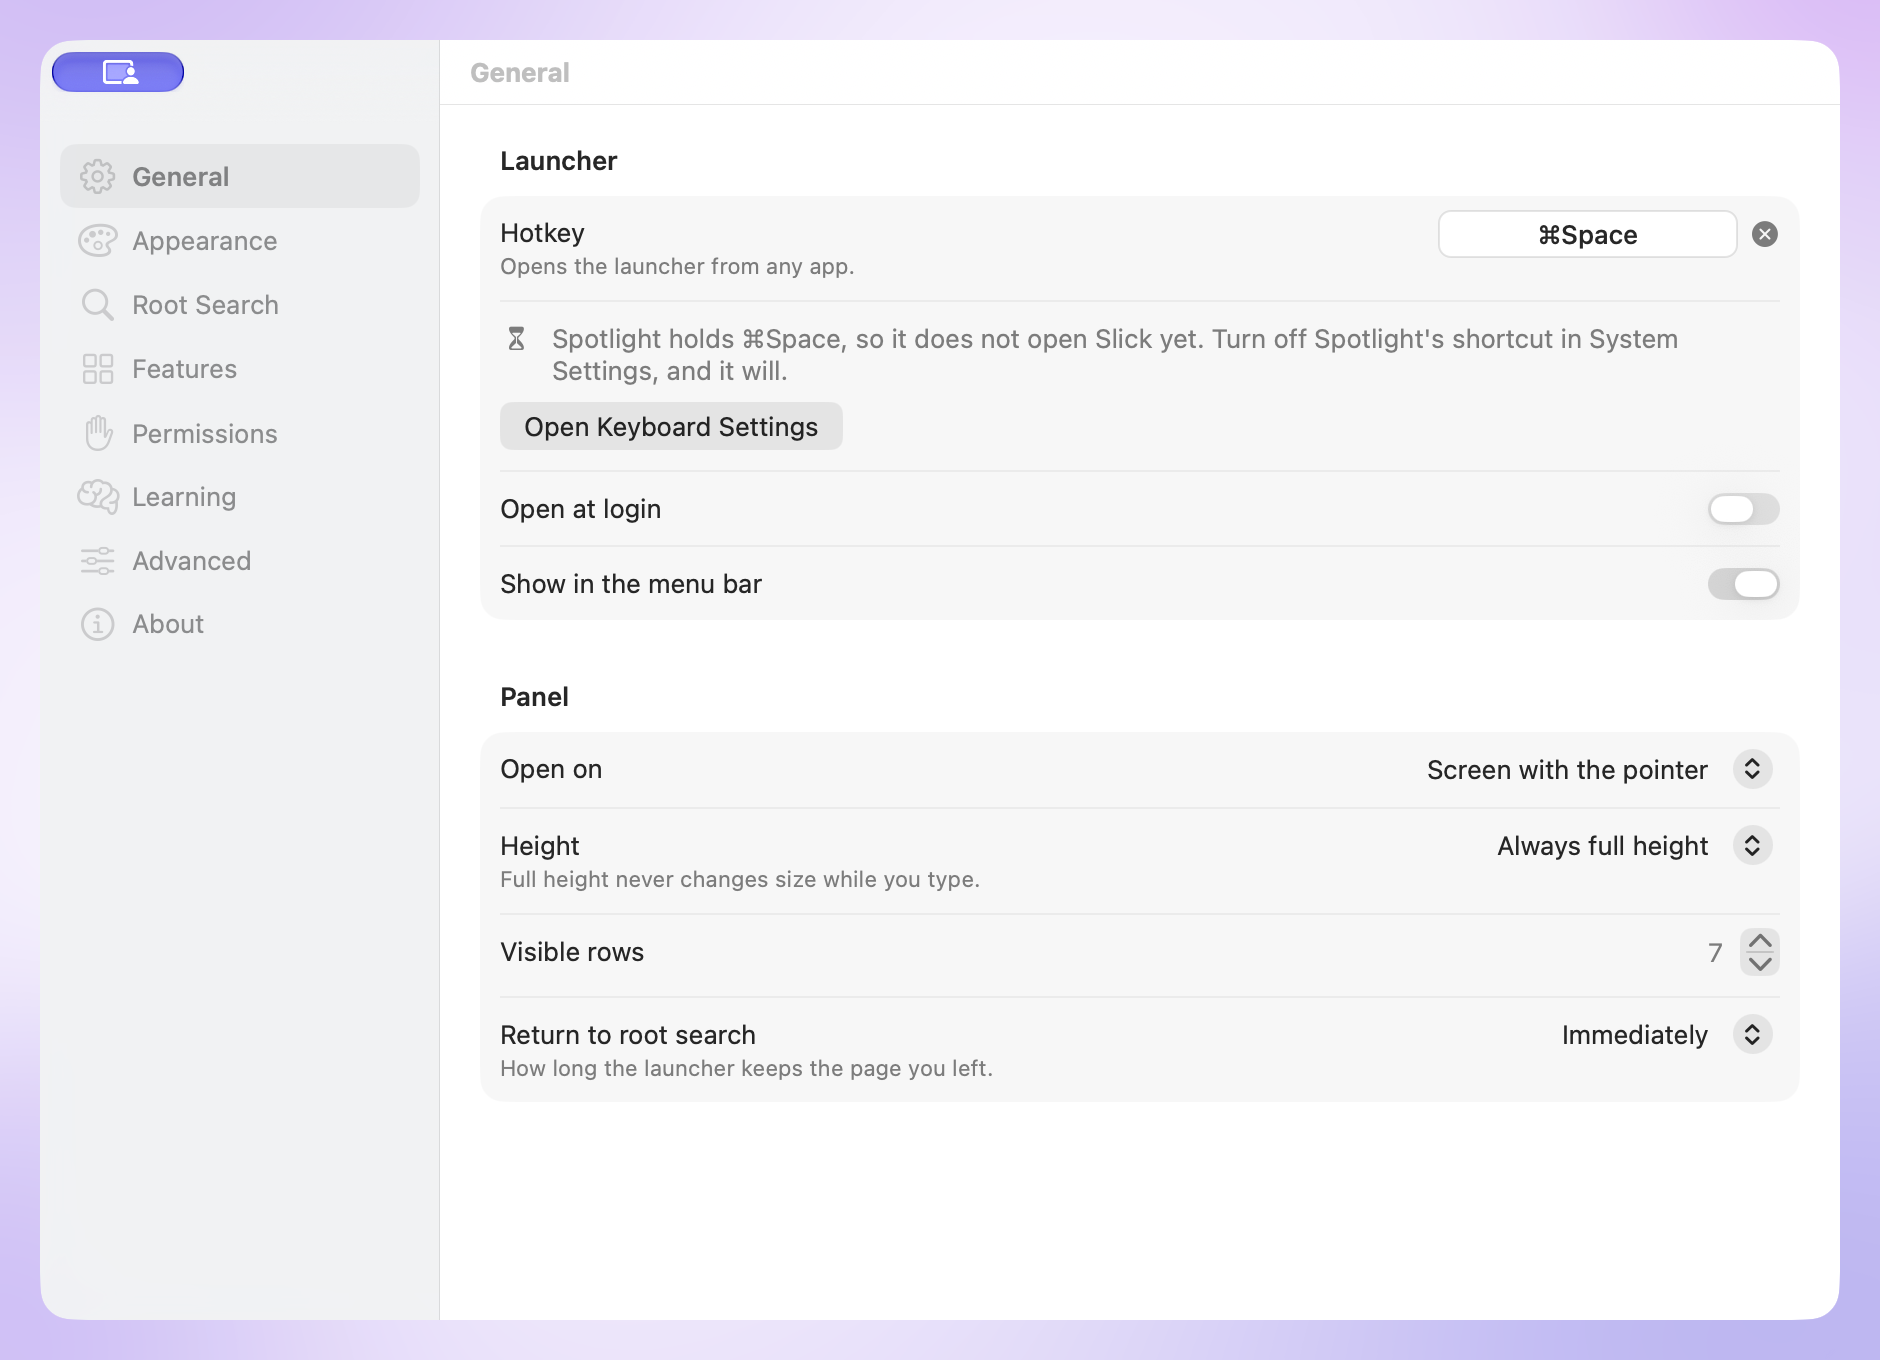 General
General
Appearance
Root Search
Features
Permissions
Learning
Advanced
About
Launcher
Hotkey
⌘Space
Opens the launcher from any app.
Spotlight holds ⌘Space, so it does not open Slick yet. Turn off Spotlight's shortcut in System
Settings, and it will.
Open Keyboard Settings
Open at login
Show in the menu bar
Panel
Open on
Screen with the pointer
Height
Always full height
Full height never changes size while you type.
Visible rows
7
Return to root search
Immediately
How long the launcher keeps the page you left.